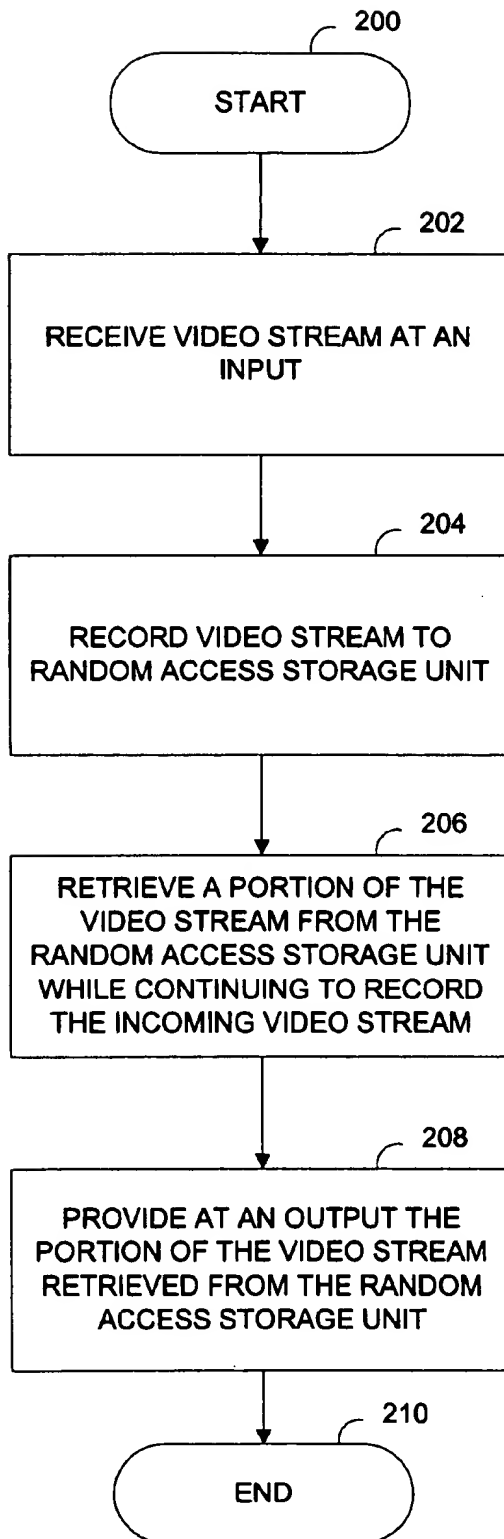 200
START
202
RECEIVE VIDEO STREAM AT AN
INPUT
204
RECORD VIDEO STREAM TO
RANDOM ACCESS STORAGE UNIT
206
RETRIEVE A PORTION OF THE
VIDEO STREAM FROM THE
RANDOM ACCESS STORAGE UNIT
WHILE CONTINUING TO RECORD
THE INCOMING VIDEO STREAM
208
PROVIDE AT AN OUTPUT THE
PORTION OF THE VIDEO STREAM
RETRIEVED FROM THE RANDOM
ACCESS STORAGE UNIT
210
END